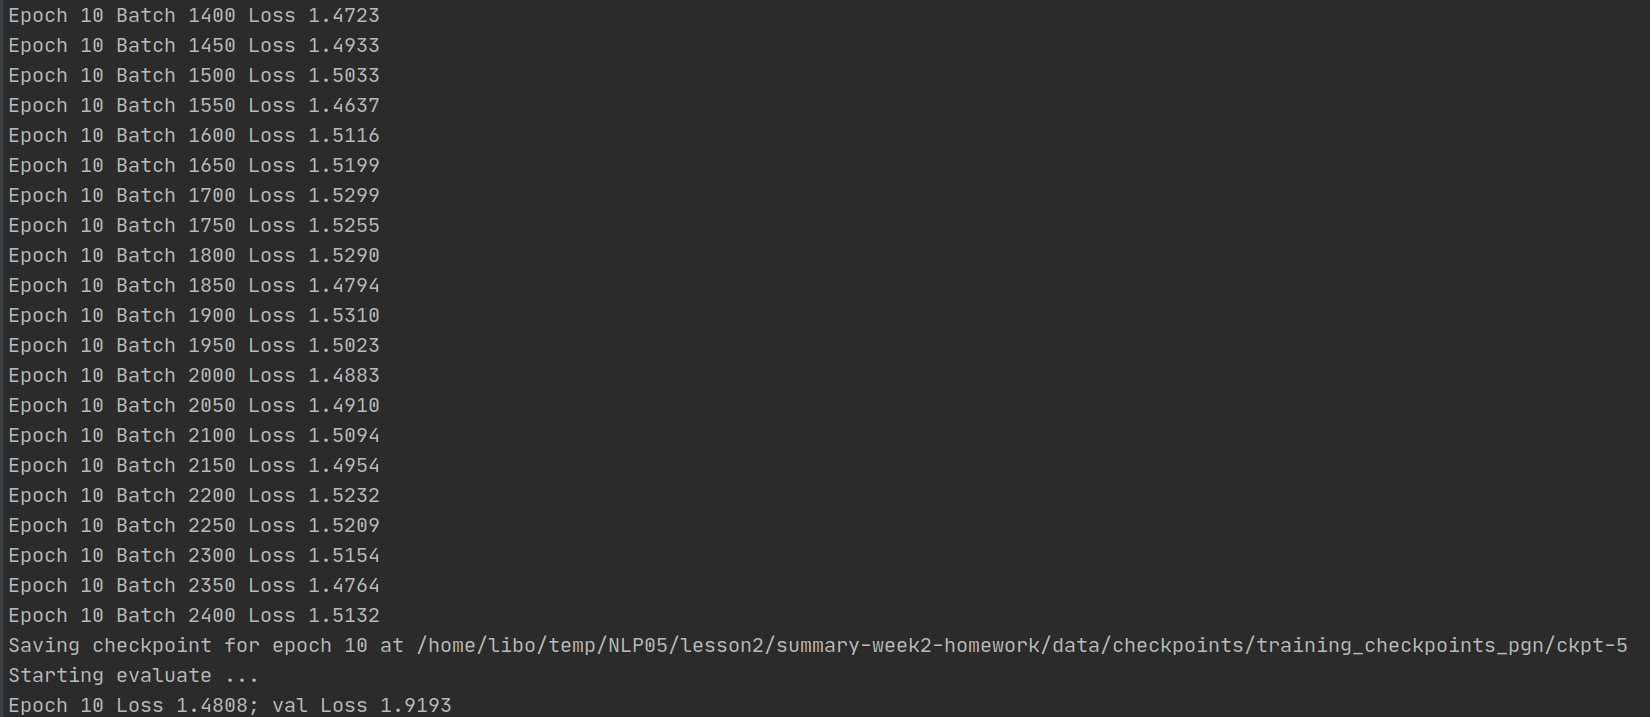 Epoch 10 Batch 1400 Loss 1.4723
Epoch 10 Batch 1450 Loss 1.4933
Epoch 10 Batch 1500 Loss 1.5033
Epoch 10 Batch 1550 Loss 1.4637
Epoch 10 Batch 1600 Loss 1.5116
Epoch 10 Batch 1650 Loss 1.5199
Epoch 10 Batch 1700 Loss 1.5299
Epoch 10 Batch 1750 Loss 1.5255
Epoch 10 Batch 1800 Loss 1.5290
Epoch 10 Batch 1850 Loss 1.4794
Epoch 10 Batch 1900 Loss 1.5310
Epoch 10 Batch 1950 Loss 1.5023
Epoch 10 Batch 2000 Loss 1.4883
Epoch 10 Batch 2050 Loss 1.4910
Epoch 10 Batch 2100 Loss 1.5094
Epoch 10 Batch 2150 Loss 1.4954
Epoch 10 Batch 2200 Loss 1.5232
Epoch 10 Batch 2250 Loss 1.5209
Epoch 10 Batch 2300 Loss 1.5154
Epoch 10 Batch 2350 Loss 1.4764
Epoch 10 Batch 2400 Loss 1.5132
Saving checkpoint for epoch 10 at /home/libo/temp/NLP05/lesson2/summary-week2-homework/data/checkpoints/training_checkpoints_pgn/ckpt-5
Starting evaluate ...
Epoch 10 Loss 1.4808; val Loss 1.9193